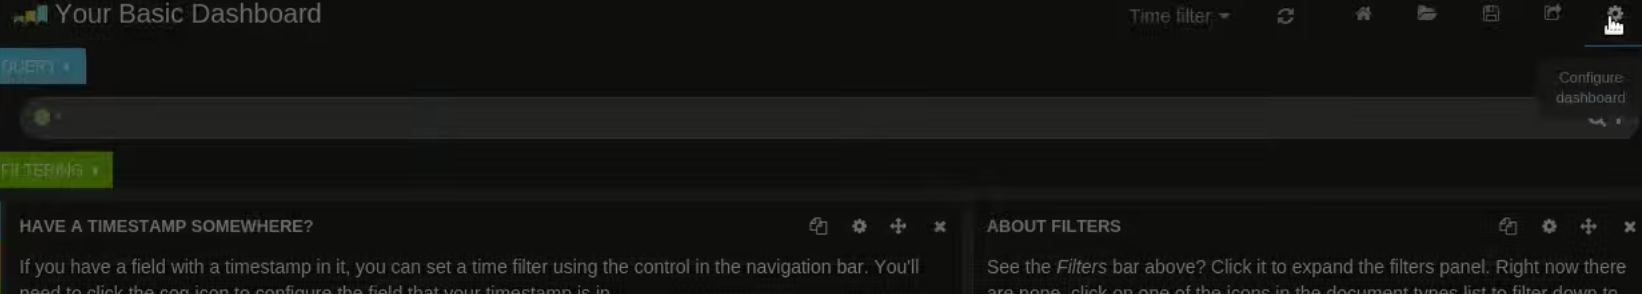 Your Basic Dashboard
Time filter
QUERY
Configure
dashboard
FILTERING
HAVE A TIMESTAMP SOMEWHERE?
ABOUT FILTERS
If you have a field with a timestamp in it, you can set a time filter using the control in the navigation bar. You'll
need to click the cog icon to configure the field that your timestamp is in.
See the Filters bar above? Click it to expand the filters panel. Right now there
are none, click on one of the icons in the document types list to filter down to